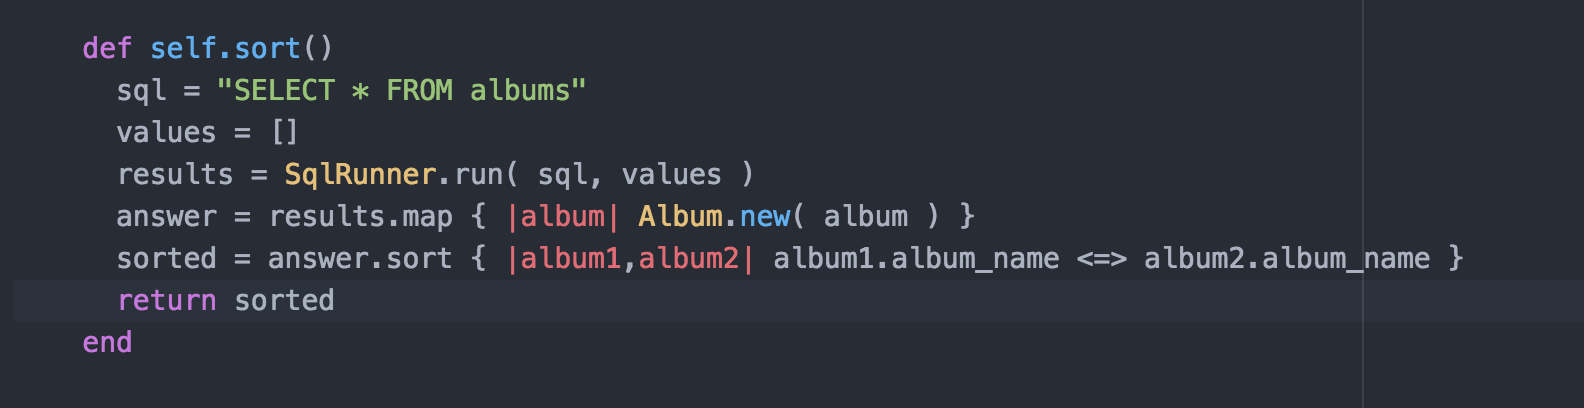 def self.sort()
sql = "SELECT * FROM albums"
values = []
results = SqlRunner.run( sql, values )
answer = results.map { |album| Album.new( album ) }
sorted = answer.sort { |album1,album2| album1.album_name <=> album2.album_name }
return sorted
end